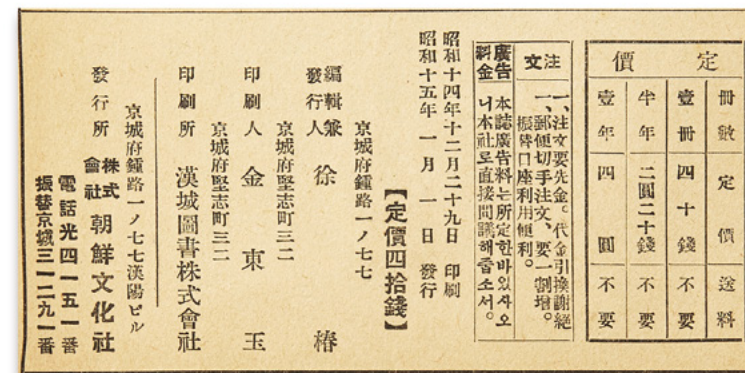 定價
冊數 定價 送料
壹冊 四十錢 不要
半年 二圓二十錢 不要
壹年 四圓 不要
注文
一、注文要先金。代金引換謝絕
一、郵便切手注文、要一割增。
振替口座利用便利。
廣告料金
本誌廣告料는所定한바있사오
니本社로直接問議해줍소서。
昭和十四年十二月二十九日 印刷
昭和十五年 一月 一日 發行
【定價四拾錢】
京城府鍾路一ノ七七
編輯兼發行人 徐椿
京城府堅志町三二
印刷人 金東玉
京城府堅志町三二
印刷所 漢城圖書株式會社
京城府鍾路一ノ七七漢陽ビル
發行所 株式會社 朝鮮文化社
電話光四一五一番
振替京城三一二九一番